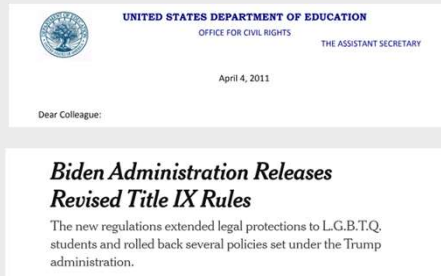 UNITED STATES DEPARTMENT OF EDUCATION
OFFICE FOR CIVIL RIGHTS
THE ASSISTANT SECRETARY
April 4, 2011
Dear Colleague:
Biden Administration Releases
Revised Title IX Rules
The new regulations extended legal protections to L.G.B.T.Q.
students and rolled back several policies set under the Trump
administration.